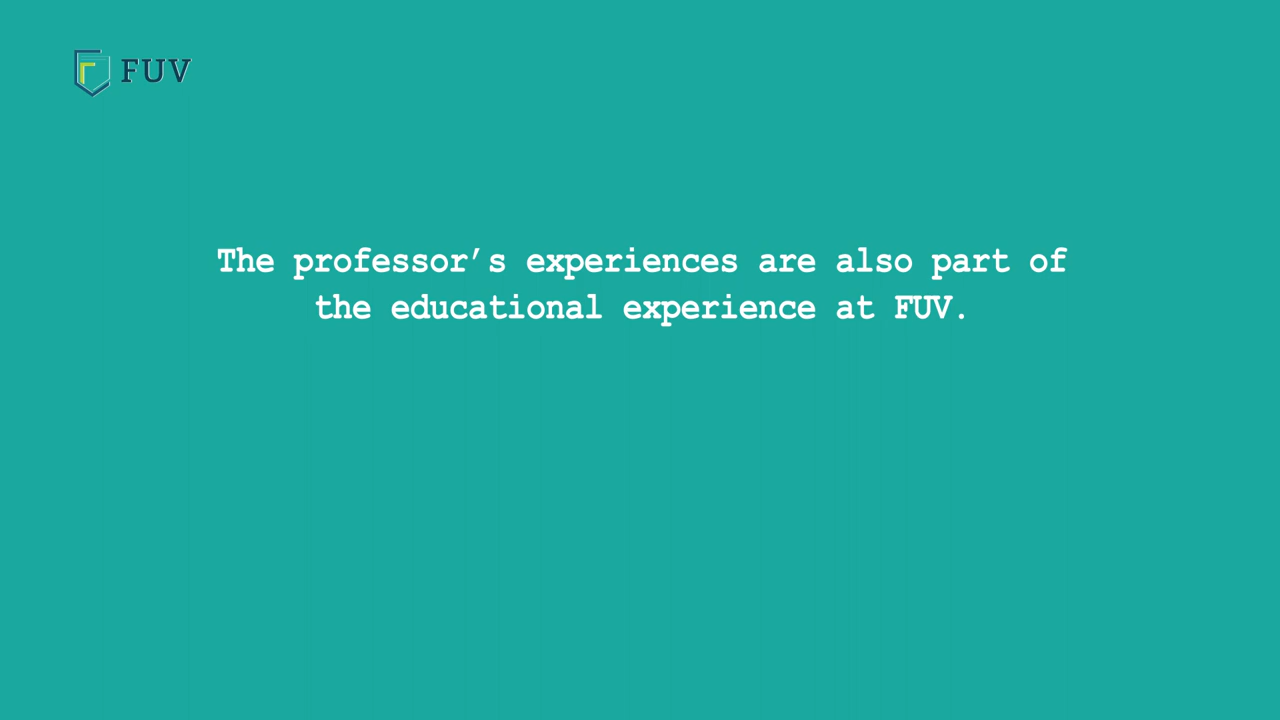 FUV
The professor’s experiences are also part of
the educational experience at FUV.